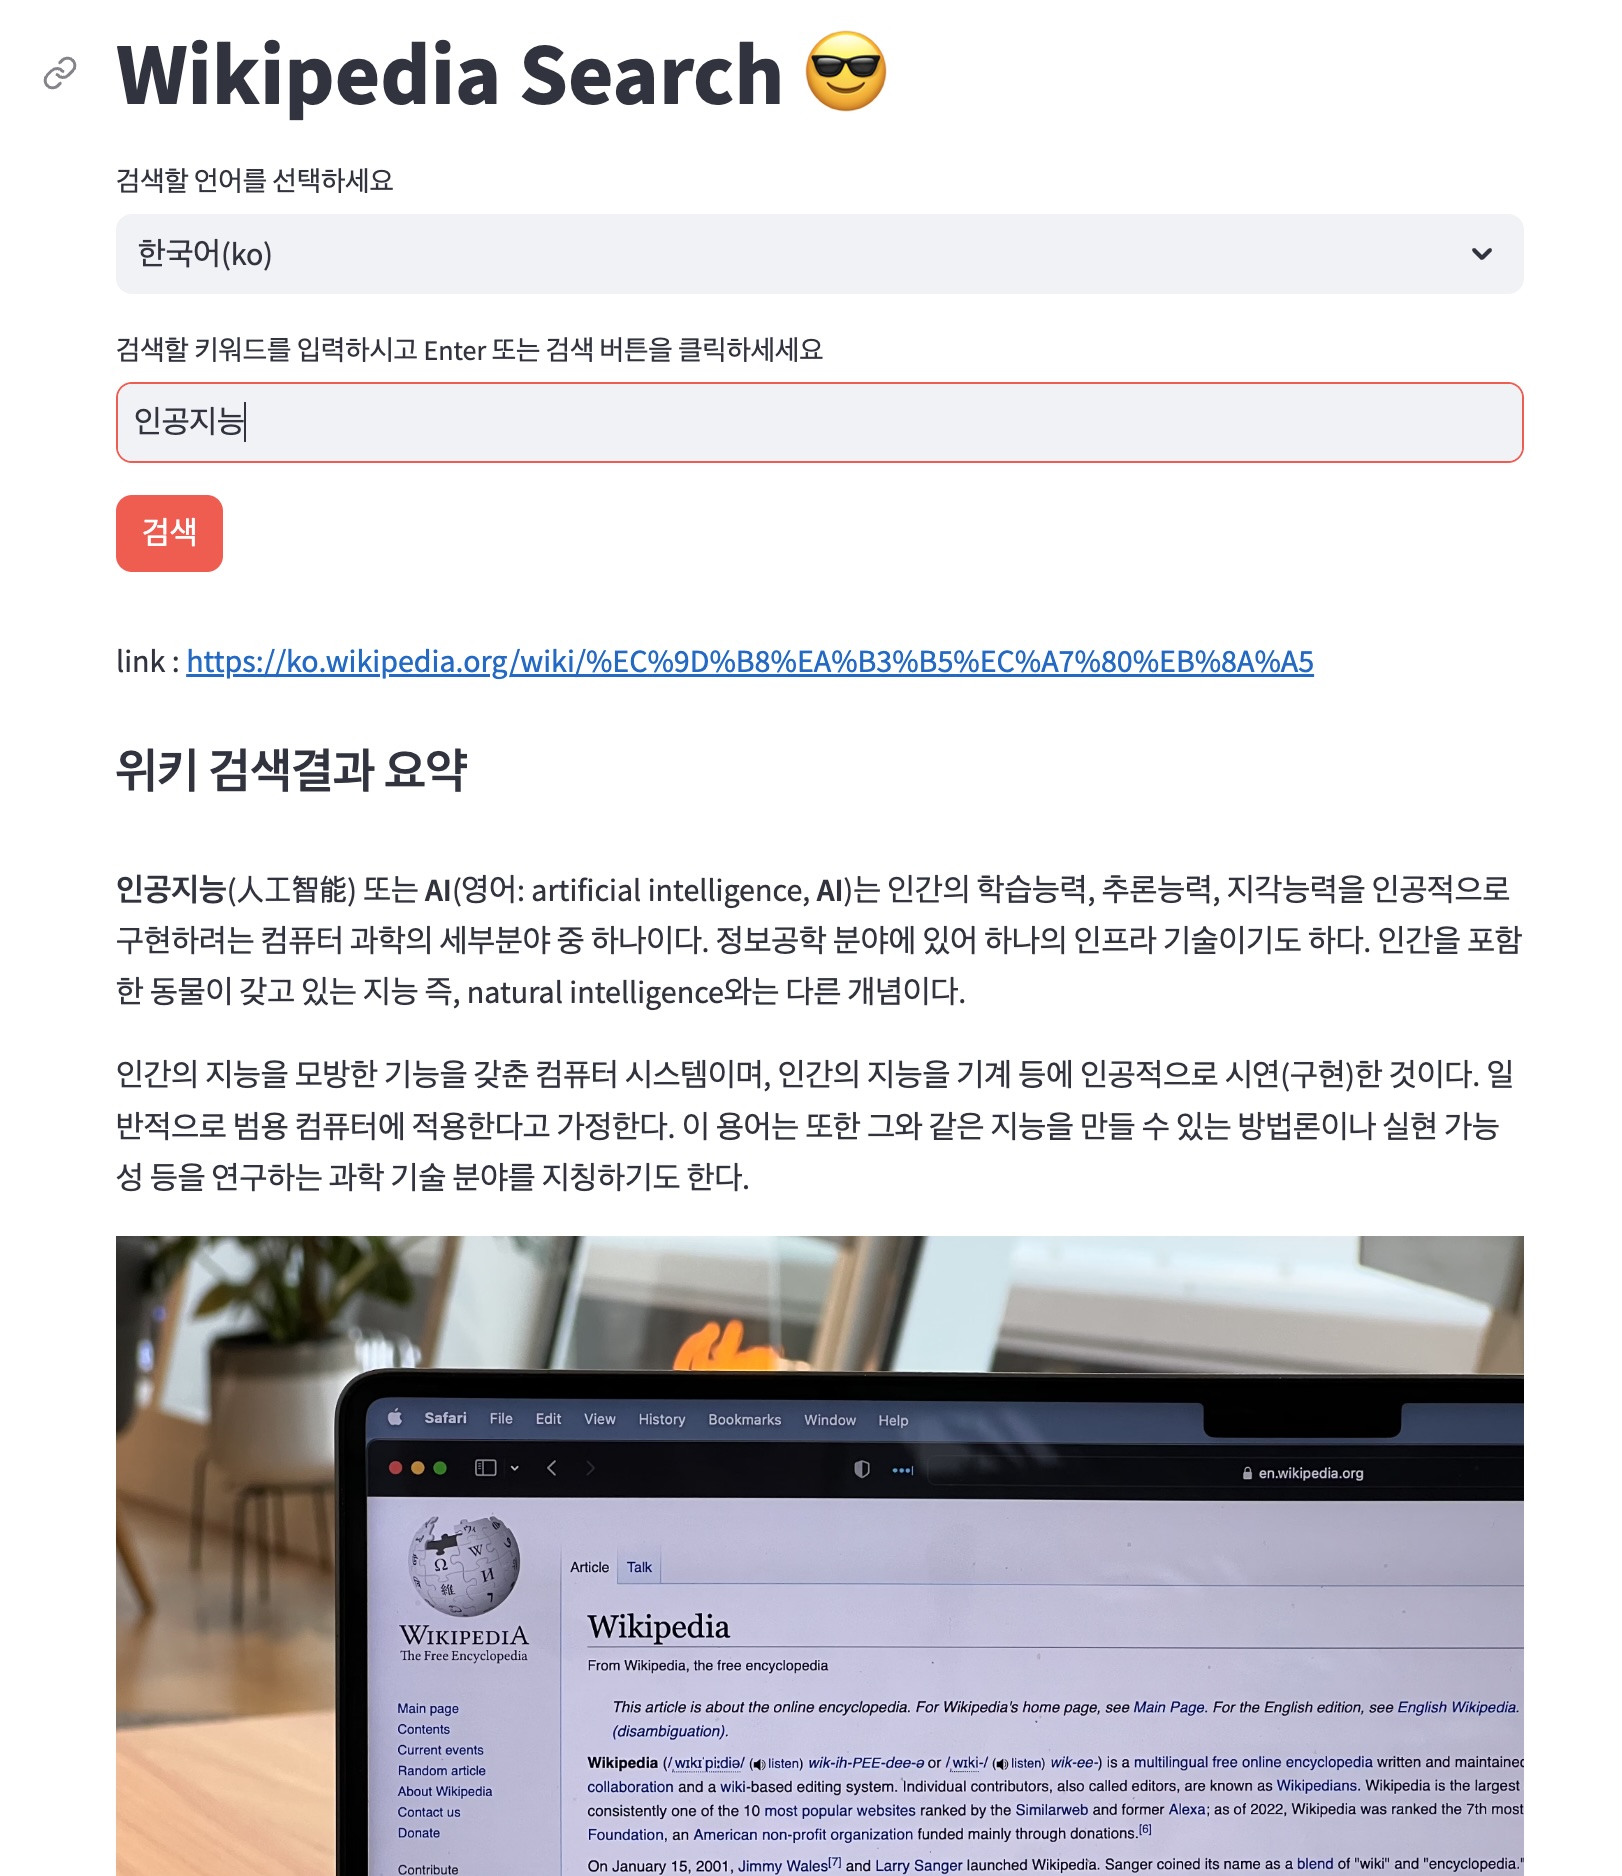 Wikipedia Search 😎
검색할 언어를 선택하세요
한국어(ko)
검색할 키워드를 입력하시고 Enter 또는 검색 버튼을 클릭하세세요
인공지능
검색
link : https://ko.wikipedia.org/wiki/%EC%9D%B8%EA%B3%B5%EC%A7%80%EB%8A%A5
위키 검색결과 요약
인공지능(人工智能) 또는 AI(영어: artificial intelligence, AI)는 인간의 학습능력, 추론능력, 지각능력을 인공적으로
구현하려는 컴퓨터 과학의 세부분야 중 하나이다. 정보공학 분야에 있어 하나의 인프라 기술이기도 하다. 인간을 포함
한 동물이 갖고 있는 지능 즉, natural intelligence와는 다른 개념이다.
인간의 지능을 모방한 기능을 갖춘 컴퓨터 시스템이며, 인간의 지능을 기계 등에 인공적으로 시연(구현)한 것이다. 일
반적으로 범용 컴퓨터에 적용한다고 가정한다. 이 용어는 또한 그와 같은 지능을 만들 수 있는 방법론이나 실현 가능
성 등을 연구하는 과학 기술 분야를 지칭하기도 한다.
Safari File Edit View History Bookmarks Window Help
en.wikipedia.org
Ω W И 維
WIKIPEDIA
The Free Encyclopedia
Main page
Contents
Current events
Random article
About Wikipedia
Contact us
Donate
Contribute
Article Talk
Wikipedia
From Wikipedia, the free encyclopedia
This article is about the online encyclopedia. For Wikipedia's home page, see Main Page. For the English edition, see English Wikipedia.
(disambiguation).
Wikipedia (/ˌwɪkɪˈpiːdiə/ (listen) wik-ih-PEE-dee-ə or /ˌwɪki-/ (listen) wik-ee-) is a multilingual free online encyclopedia written and maintained
collaboration and a wiki-based editing system. Individual contributors, also called editors, are known as Wikipedians. Wikipedia is the largest
consistently one of the 10 most popular websites ranked by the Similarweb and former Alexa; as of 2022, Wikipedia was ranked the 7th most
Foundation, an American non-profit organization funded mainly through donations.[6]
On January 15, 2001, Jimmy Wales[7] and Larry Sanger launched Wikipedia. Sanger coined its name as a blend of "wiki" and "encyclopedia."